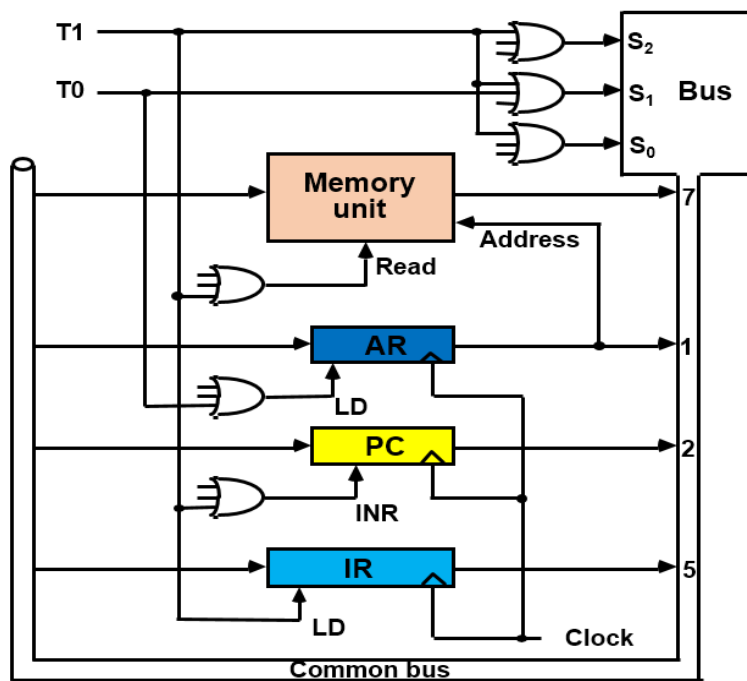 T1
S2
T0
S1
Bus
S0
Memory
unit
7
Address
Read
AR
1
LD
PC
2
INR
IR
5
LD
Clock
Common bus